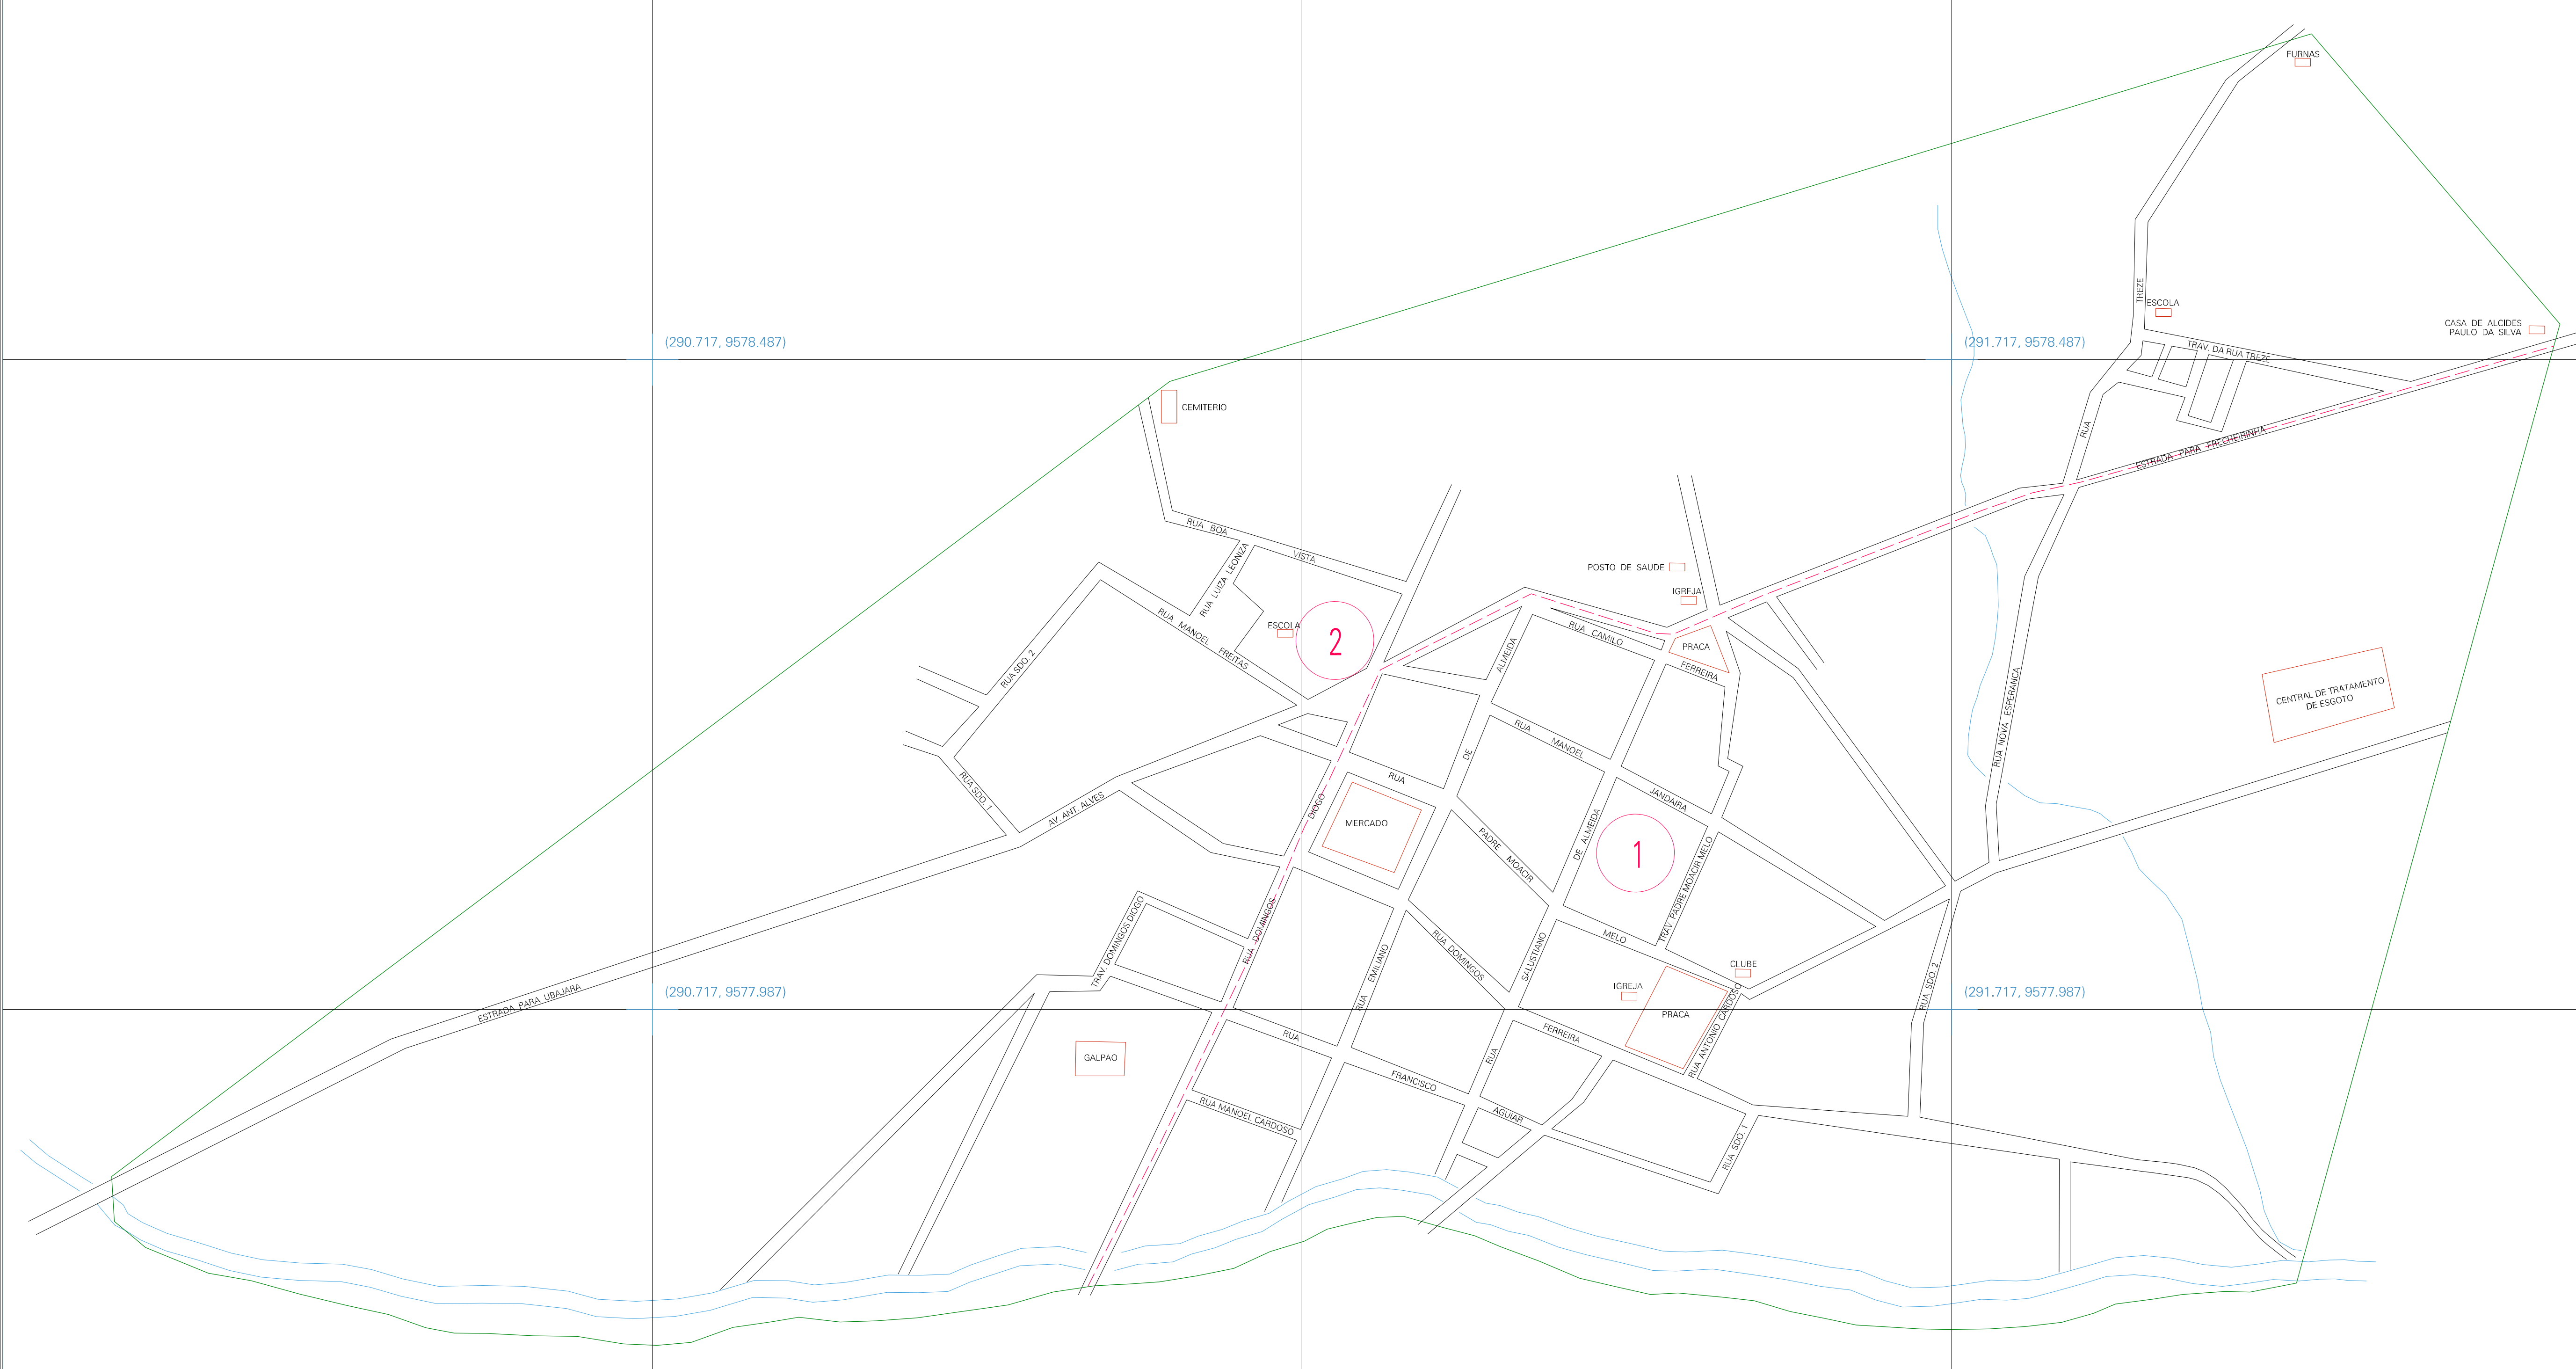 FURNAS
ESCOLA
TREZE
CASA DE ALCIDES
PAULO DA SILVA
(290.717, 9578.487)
(291.717, 9578.487)
TRAV. DA RUA TREZE
CEMITERIO
RUA
ESTRADA PARA FRECHEIRINHA
RUA BOA
VISTA
RUA LUIZA LEONIZA
POSTO DE SAUDE
IGREJA
RUA MANOEL
FREITAS
ESCOLA
2
RUA CAMILO
PRACA
FERREIRA
ALMEIDA
RUA SDO. 2
RUA NOVA ESPERANCA
CENTRAL DE TRATAMENTO
DE ESGOTO
RUA
MANOEL
DE
RUA
JANDAIRA
RUA SDO. 1
AV. ANT. ALVES
DIOGO
MERCADO
PADRE MOACIR
DE ALMEIDA
1
TRAV. PADRE MOACIR MELO
TRAV. DOMINGOS DIOGO
RUA DOMINGOS
RUA EMILIANO
RUA DOMINGOS
SALUSTIANO
MELO
CLUBE
IGREJA
PRACA
RUA ANTONIO CARDOSO
RUA SDO. 2
(290.717, 9577.987)
(291.717, 9577.987)
ESTRADA PARA UBAJARA
GALPAO
RUA
FRANCISCO
RUA
FERREIRA
AGUIAR
RUA MANOEL CARDOSO
RUA SDO. 1